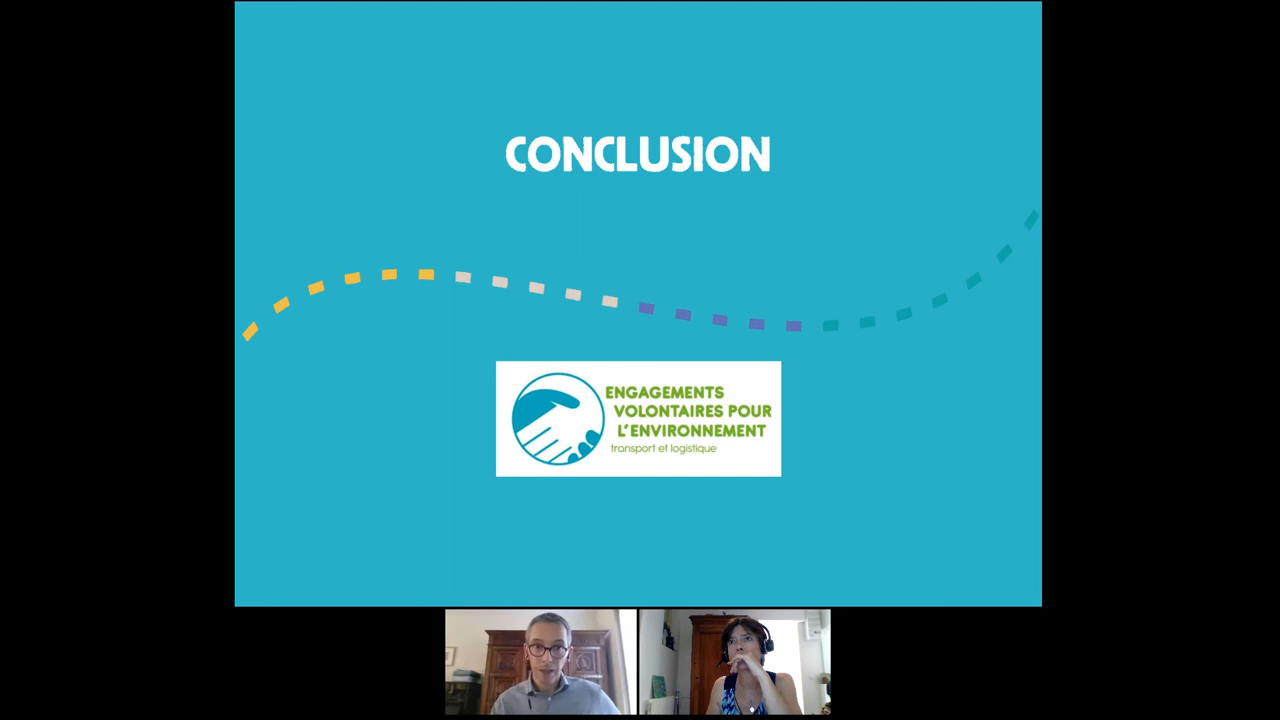 CONCLUSION
ENGAGEMENTS
VOLONTAIRES POUR
L'ENVIRONNEMENT
transport et logistique